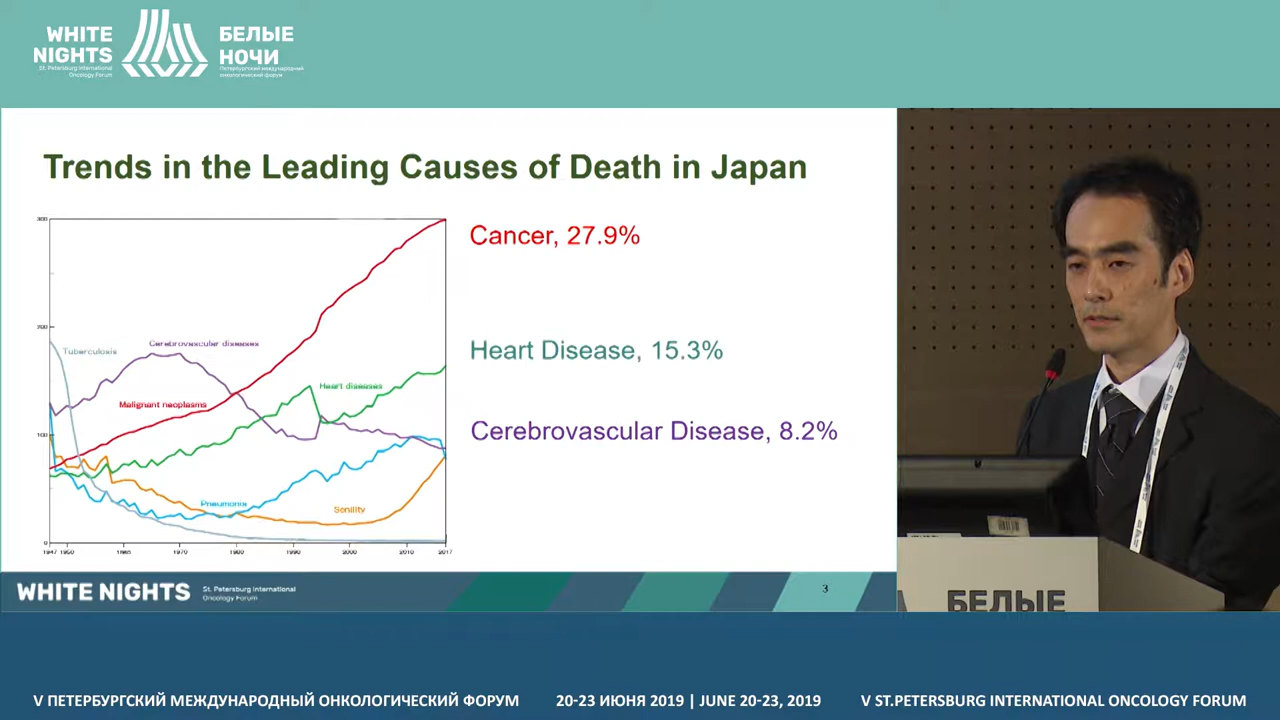 WHITE
NIGHTS
St. Petersburg International
Oncology Forum
БЕЛЫЕ
НОЧИ
Петербургский международный
онкологический форум
Trends in the Leading Causes of Death in Japan
300
200
100
0
Tuberculosis
Cerebrovascular diseases
Malignant neoplasms
Heart diseases
Pneumonia
Senility
1947 1950 1965 1970 1980 1990 2000 2010 2017
Cancer, 27.9%
Heart Disease, 15.3%
Cerebrovascular Disease, 8.2%
WHITE NIGHTS
St. Petersburg International
Oncology Forum
3
БЕЛЫЕ
V ПЕТЕРБУРГСКИЙ МЕЖДУНАРОДНЫЙ ОНКОЛОГИЧЕСКИЙ ФОРУМ
20-23 ИЮНЯ 2019 | JUNE 20-23, 2019
V ST.PETERSBURG INTERNATIONAL ONCOLOGY FORUM